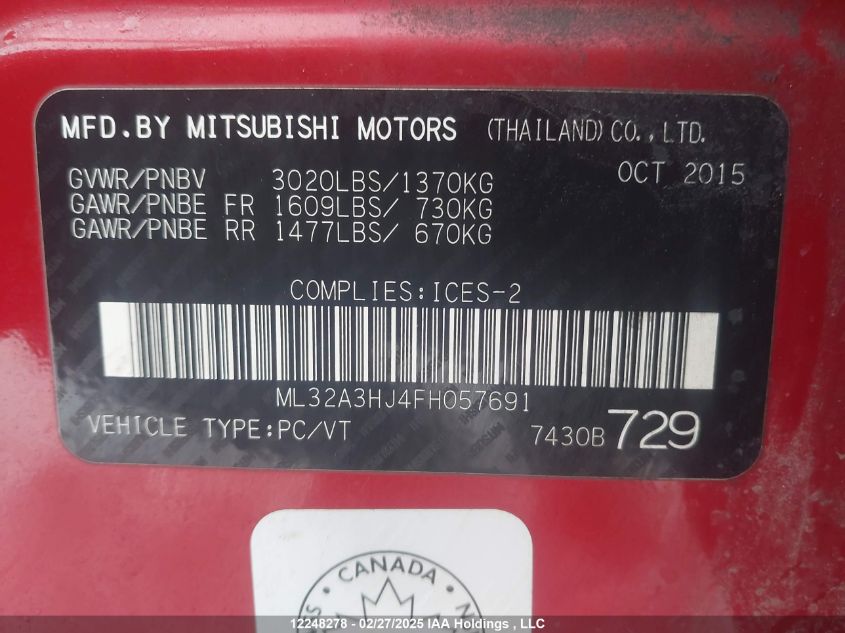 MFD.BY MITSUBISHI MOTORS (THAILAND) CO., LTD.
OCT 2015
GVWR/PNBV 3020LBS/1370KG
GAWR/PNBE FR 1609LBS/ 730KG
GAWR/PNBE RR 1477LBS/ 670KG
COMPLIES:ICES-2
ML32A3HJ4FH057691
VEHICLE TYPE:PC/VT 7430B 729
CANADA
12248278 - 02/27/2025 IAA Holdings, LLC